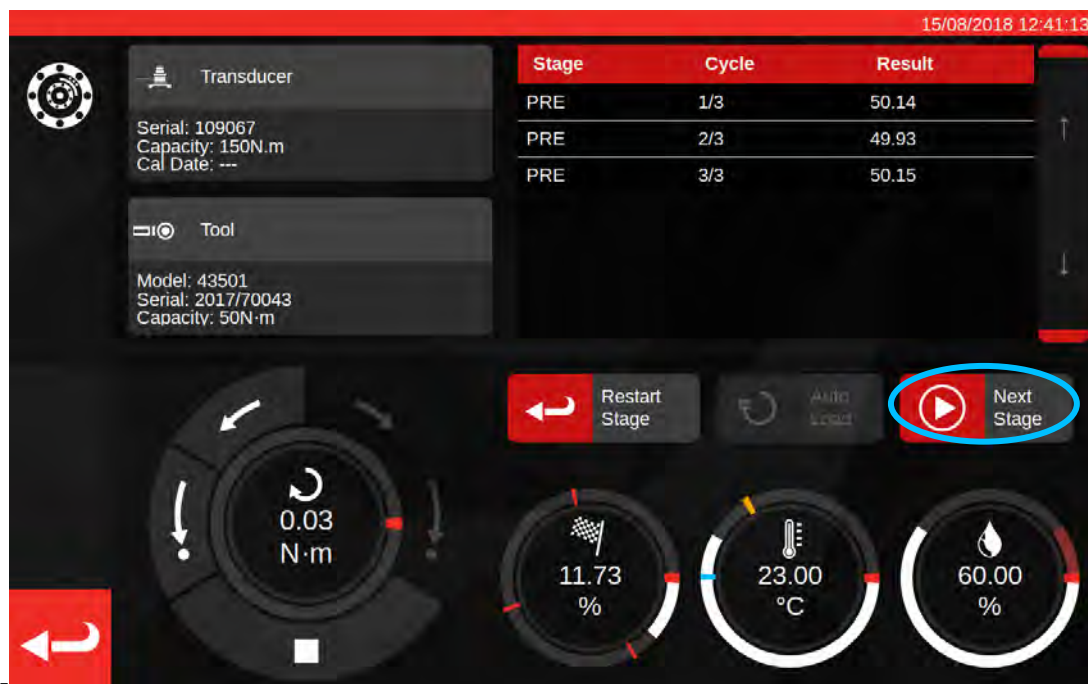 15/08/2018 12:41:13
Transducer
Serial: 109067
Capacity: 150N.m
Cal Date: ---
Tool
Model: 43501
Serial: 2017/70043
Capacity: 50N·m
Stage Cycle Result
PRE 1/3 50.14
PRE 2/3 49.93
PRE 3/3 50.15
Restart
Stage
Auto
Load
Next
Stage
0.03
N·m
11.73
%
23.00
°C
60.00
%